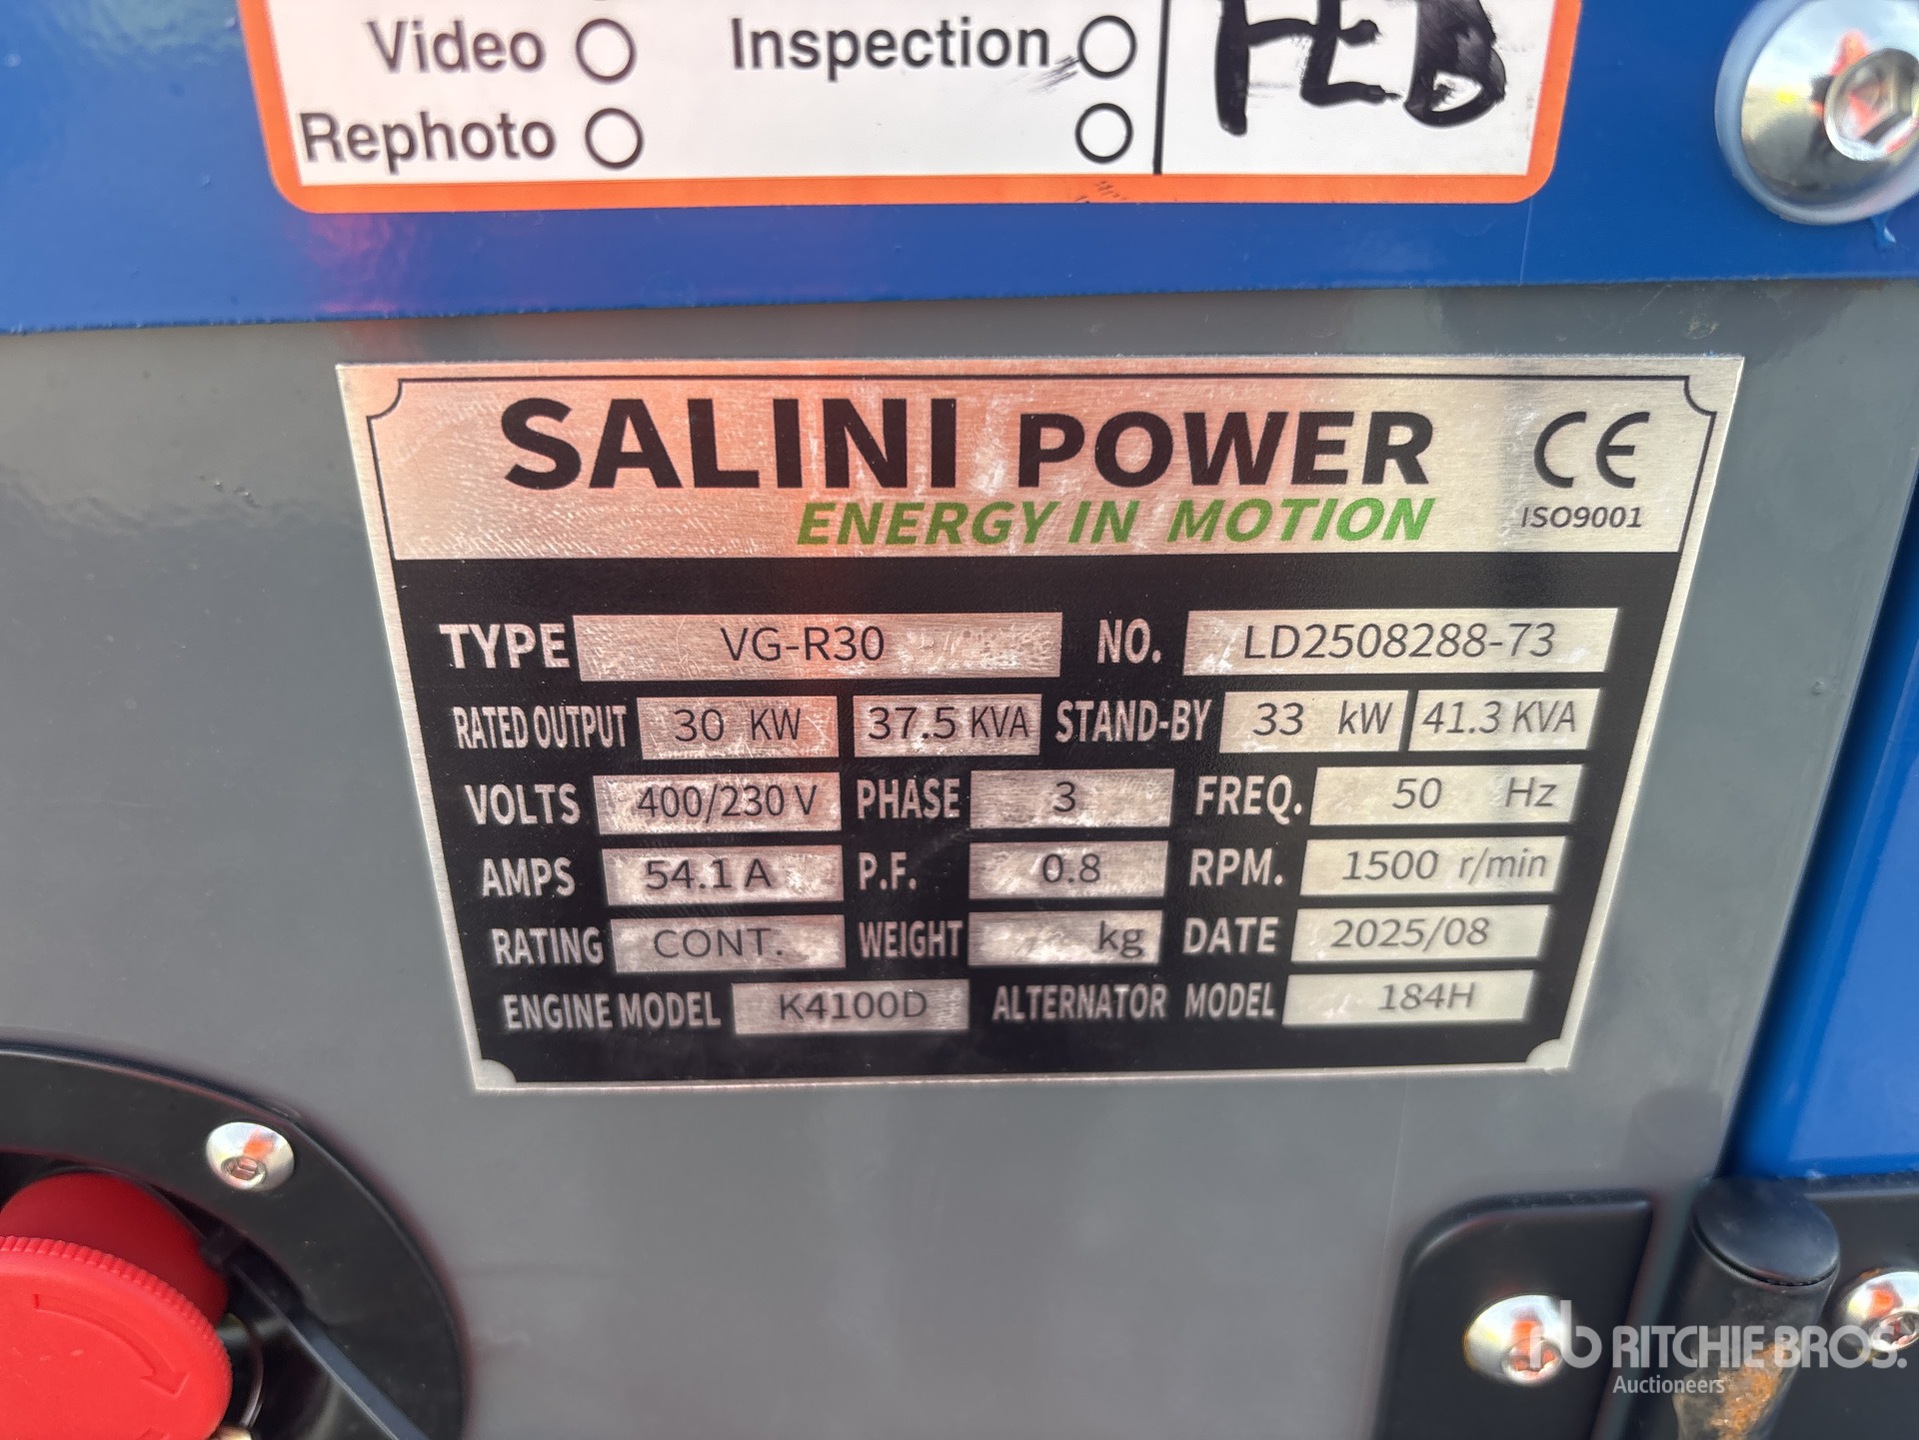 Video Inspection FEB
Rephoto
SALINI POWER CE
ENERGY IN MOTION ISO9001
TYPE VG-R30 NO. LD2508288-73
RATED OUTPUT 30 KW 37.5 KVA STAND-BY 33 kW 41.3 KVA
VOLTS 400/230 V PHASE 3 FREQ. 50 Hz
AMPS 54.1 A P.F. 0.8 RPM. 1500 r/min
RATING CONT. WEIGHT kg DATE 2025/08
ENGINE MODEL K4100D ALTERNATOR MODEL 184H
rb RITCHIE BROS.
Auctioneers